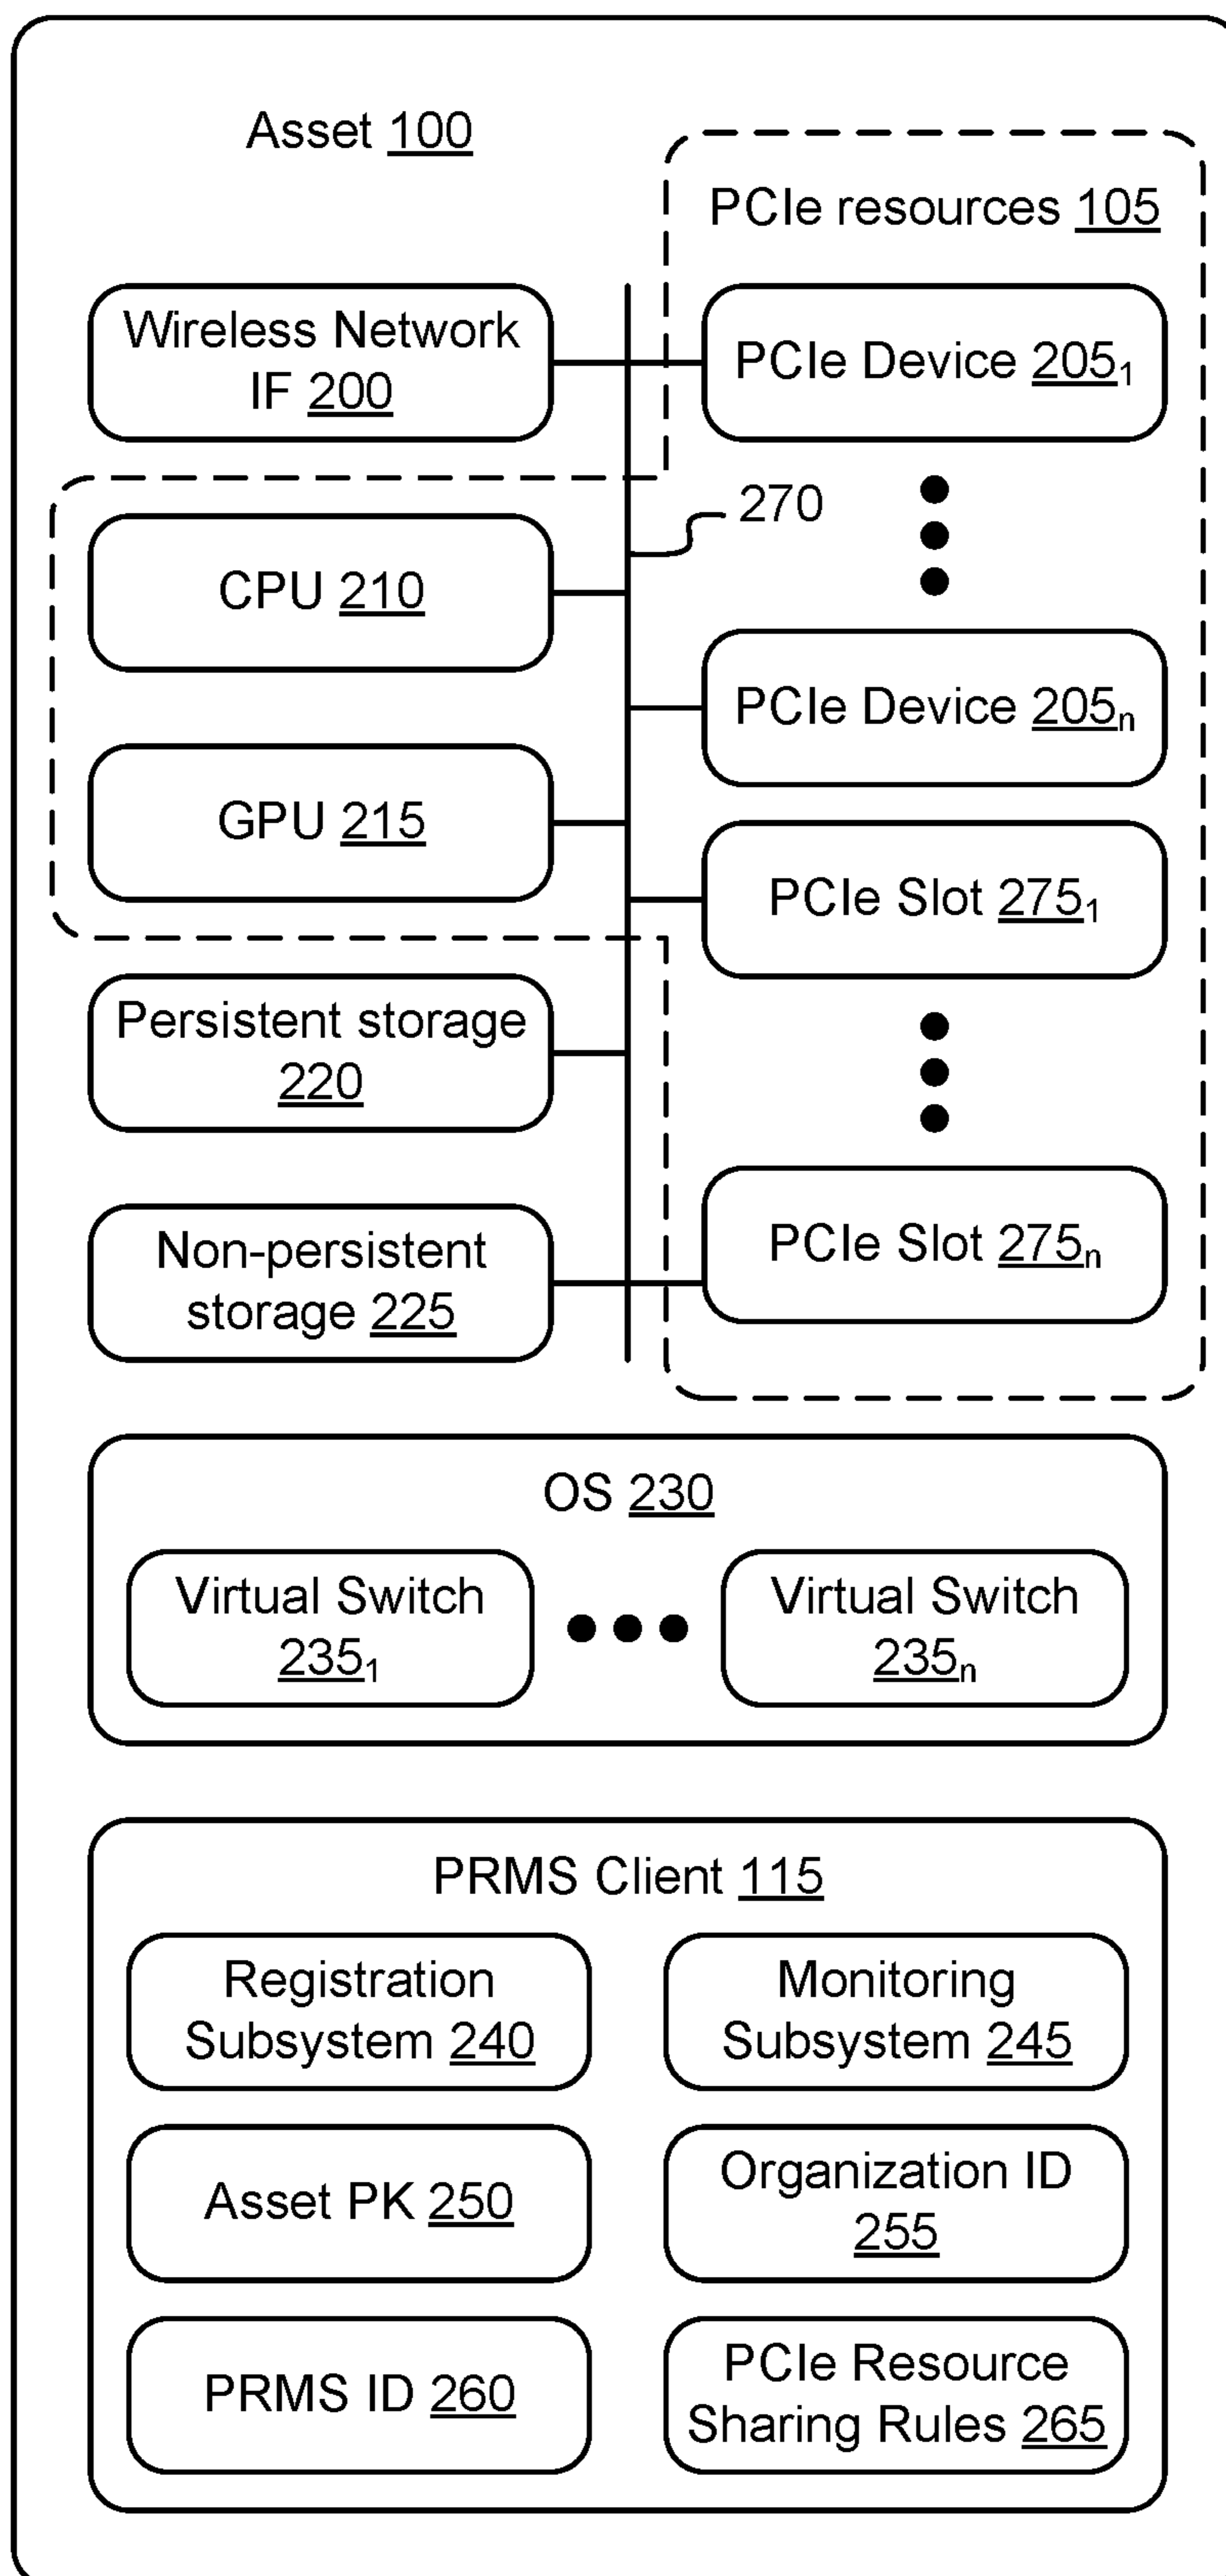 Asset 100
PCIe resources 105
Wireless Network
IF 200
PCIe Device 205₁
270
CPU 210
PCIe Device 205ₙ
GPU 215
PCIe Slot 275₁
Persistent storage
220
PCIe Slot 275ₙ
Non-persistent
storage 225
OS 230
Virtual Switch
235₁
Virtual Switch
235ₙ
PRMS Client 115
Registration
Subsystem 240
Monitoring
Subsystem 245
Asset PK 250
Organization ID
255
PRMS ID 260
PCIe Resource
Sharing Rules 265